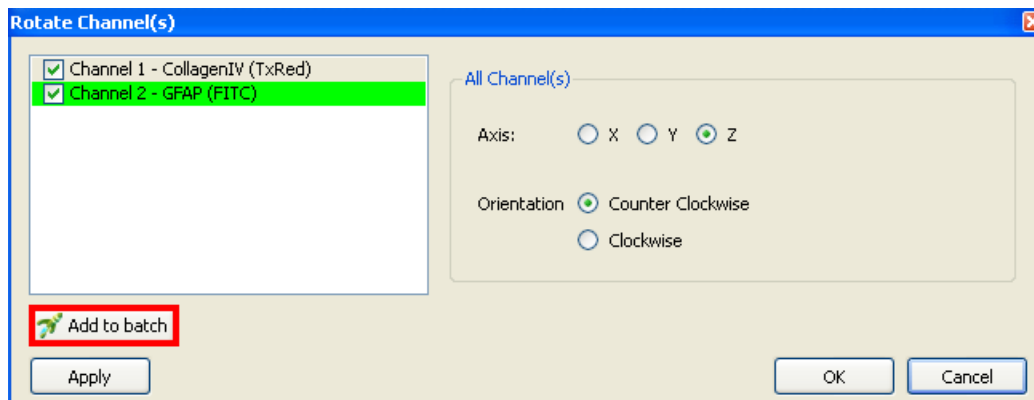 Rotate Channel(s)
Channel 1 - CollagenIV (TxRed)
Channel 2 - GFAP (FITC)
All Channel(s)
Axis: X Y Z
Orientation Counter Clockwise
Clockwise
Add to batch
Apply OK Cancel